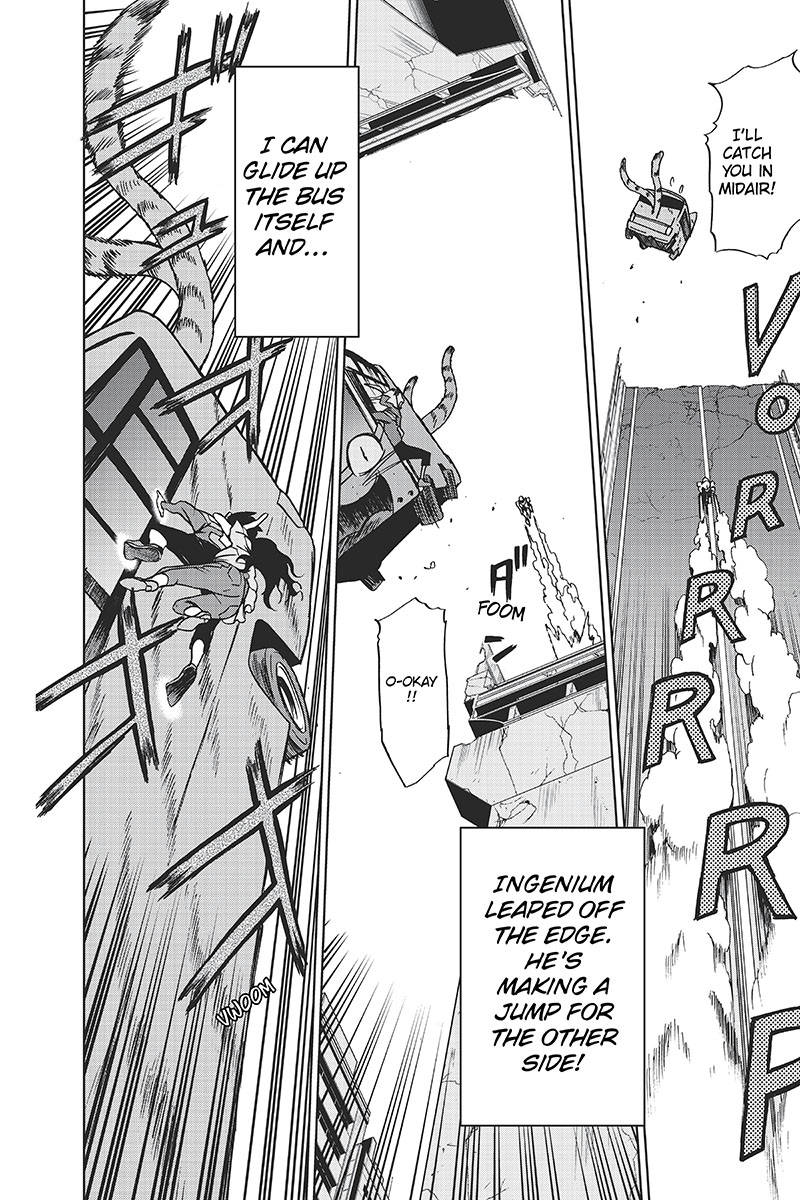 I'LL
CATCH
YOU IN
MIDAIR!
VORRRRP
INGENIUM
LEAPED OFF
THE EDGE.
HE'S
MAKING A
JUMP FOR
THE OTHER
SIDE!
FOOM
O-OKAY
!!
I CAN
GLIDE UP
THE BUS
ITSELF
AND...
VWOOM